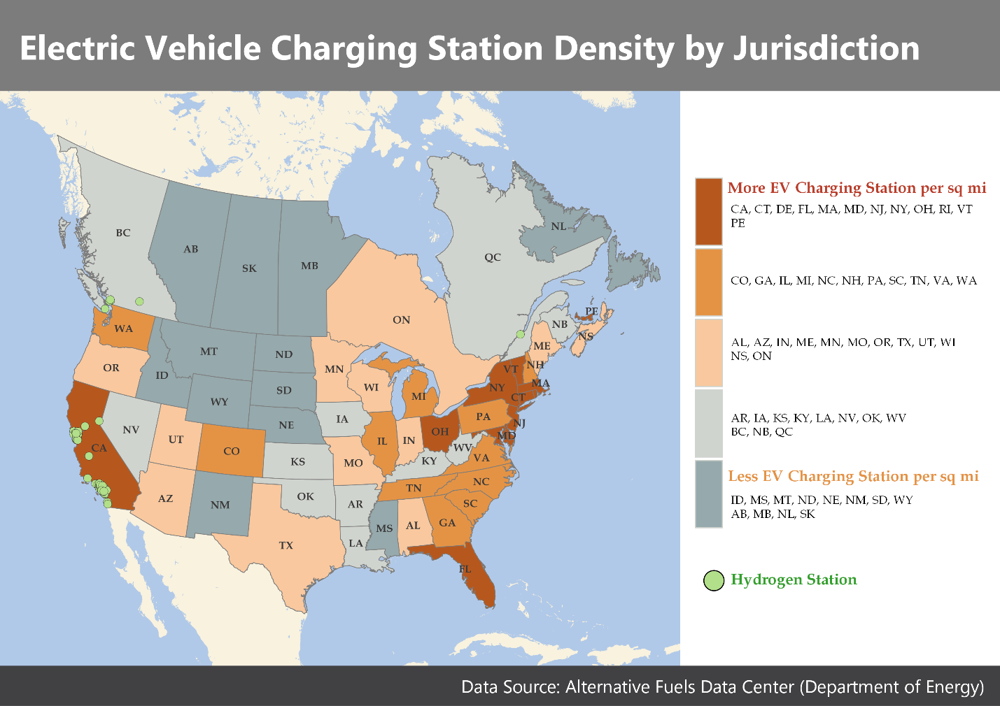 Electric Vehicle Charging Station Density by Jurisdiction
BC
AB
SK
MB
NL
QC
ON
PE
NB
NS
WA
MT
ND
MN
ME
OR
ID
SD
WI
VT
NH
MA
NY
CT
MI
WY
NE
IA
PA
NJ
NV
UT
CO
IL
IN
OH
MD
CA
KS
MO
KY
WV
VA
AZ
NM
OK
AR
TN
NC
SC
TX
LA
MS
AL
GA
FL
More EV Charging Station per sq mi
CA, CT, DE, FL, MA, MD, NJ, NY, OH, RI, VT
PE
CO, GA, IL, MI, NC, NH, PA, SC, TN, VA, WA
AL, AZ, IN, ME, MN, MO, OR, TX, UT, WI
NS, ON
AR, IA, KS, KY, LA, NV, OK, WV
BC, NB, QC
Less EV Charging Station per sq mi
ID, MS, MT, ND, NE, NM, SD, WY
AB, MB, NL, SK
Hydrogen Station
Data Source: Alternative Fuels Data Center (Department of Energy)